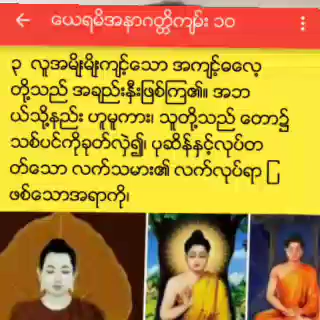 ယေရမိအနာဂတ္တိကျမ်း ၁၀
၃ လူအမျိုးမျိုးကျင့်သော အကျင့်ဓလေ့
တို့သည် အချည်းနှီးဖြစ်ကြ၏။ အဘ
ယ်သို့နည်း ဟူမူကား၊ သူတို့သည် တော၌
သစ်ပင်ကိုခုတ်လှဲ၍၊ ပုဆိန်နှင့်လုပ်တ
တ်သော လက်သမား၏ လက်လုပ်ရာ ဖြ
ဖစ်သောအရာကို၊